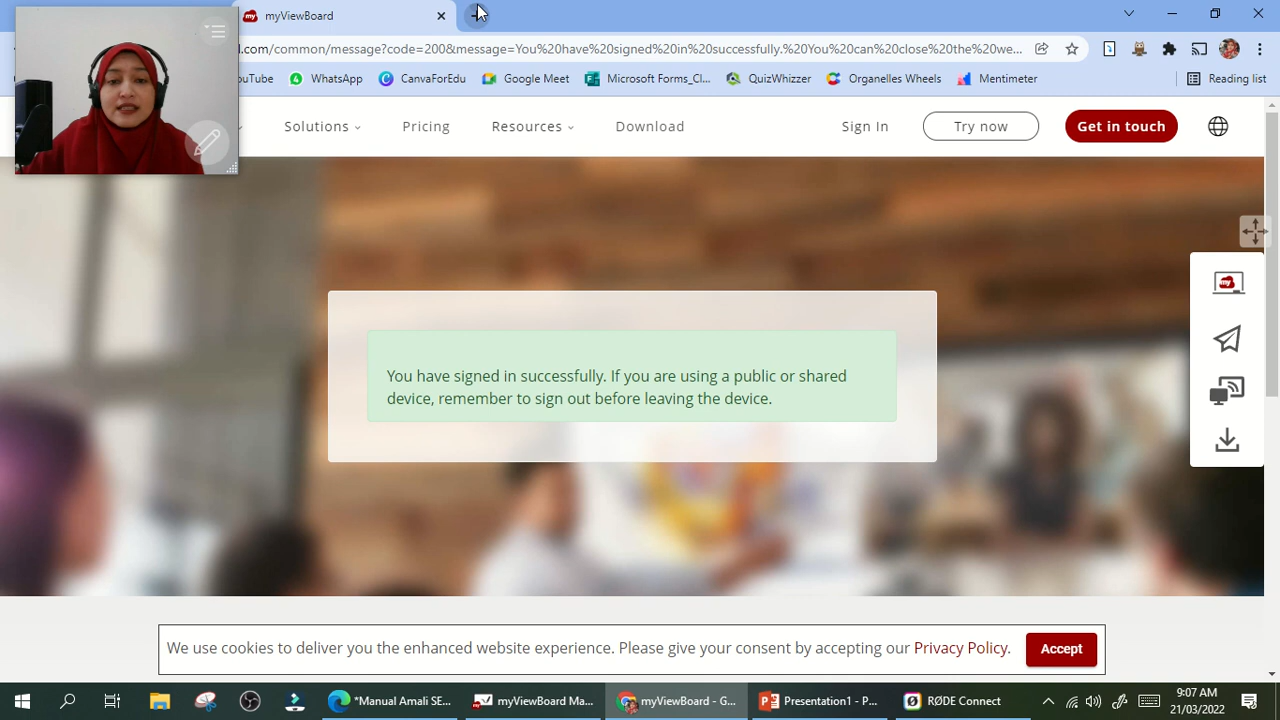 myViewBoard
.com/common/message?code=200&message=You%20have%20signed%20in%20successfully.%20You%20can%20close%20the%20we...
YouTube
WhatsApp
CanvaForEdu
Google Meet
Microsoft Forms_Cl...
QuizWhizzer
Organelles Wheels
Mentimeter
Reading list
Solutions
Pricing
Resources
Download
Sign In
Try now
Get in touch
my
You have signed in successfully. If you are using a public or shared
device, remember to sign out before leaving the device.
We use cookies to deliver you the enhanced website experience. Please give your consent by accepting our Privacy Policy.
Accept
*Manual Amali SE...
myViewBoard Ma...
myViewBoard - G...
Presentation1 - P...
RØDE Connect
9:07 AM
21/03/2022